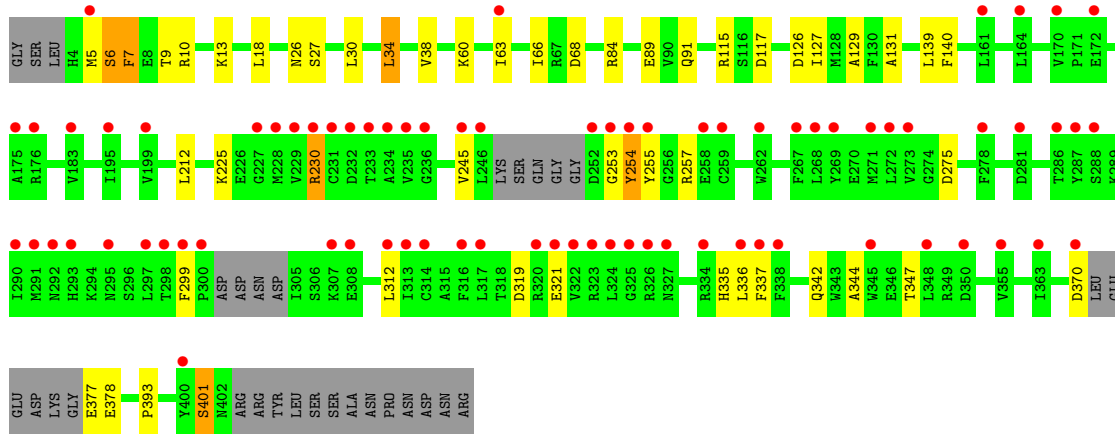 GLY SER LEU H4 M5 S6 F7 E8 T9 R10 K13 L18 N26 S27 L30 L34 V38 K60 I63 I66 R67 D68 R84 E89 V90 Q91 R115 S116 D117 D126 I127 M128 A129 F130 A131 L139 F140 L161 L164 V170 P171 E172
A175 R176 V183 I195 V199 L212 K225 E226 G227 M228 V229 R230 C231 D232 T233 A234 V235 G236 V245 L246 LYS SER GLN GLY GLY D252 G253 Y254 Y255 G256 R257 E258 C259 W262 F267 L268 Y269 E270 M271 L272 V273 G274 D275 F278 D281 T286 Y287 S288 K289
I290 M291 N292 H293 K294 N295 S296 L297 T298 F299 P300 ASP ASP ASN ASP I305 S306 K307 E308 L312 I313 C314 A315 F316 L317 T318 D319 R320 E321 V322 R323 L324 G325 R326 N327 R334 H335 L336 F337 F338 Q342 W343 A344 W345 E346 T347 L348 R349 D350 V355 I363 D370 LEU GLU
GLU ASP LYS GLY E377 E378 P393 Y400 S401 N402 ARG ARG TYR LEU SER SER ALA ASN PRO ASN ASP ASN ARG